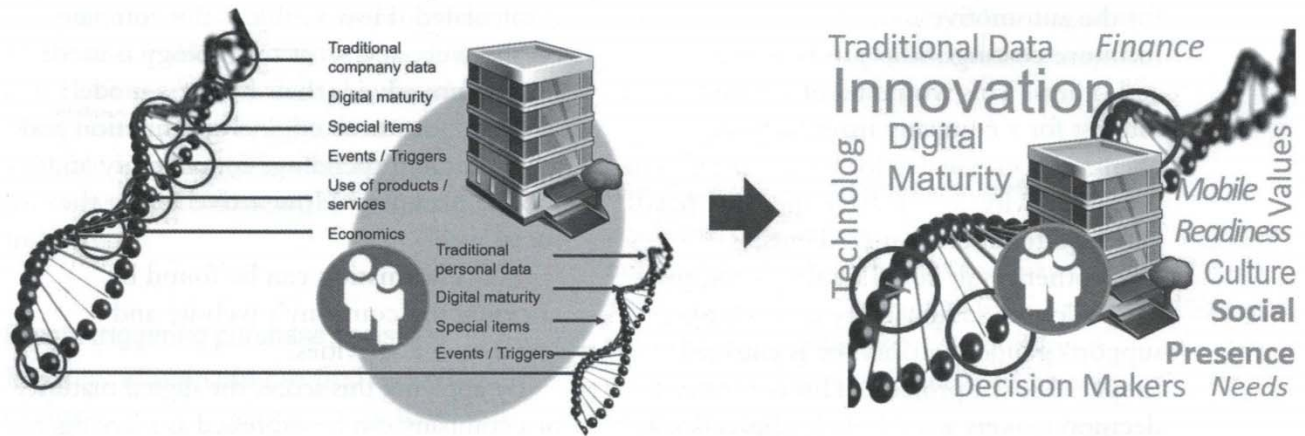 Traditional
compnany data
Digital maturity
Special items
Events / Triggers
Use of products /
services
Economics
Traditional
personal data
Digital maturity
Special items
Events / Triggers
Traditional Data
Finance
Innovation
Digital
Maturity
Technolog
Values
Mobile
Readiness
Culture
Social
Presence
Decision Makers
Needs